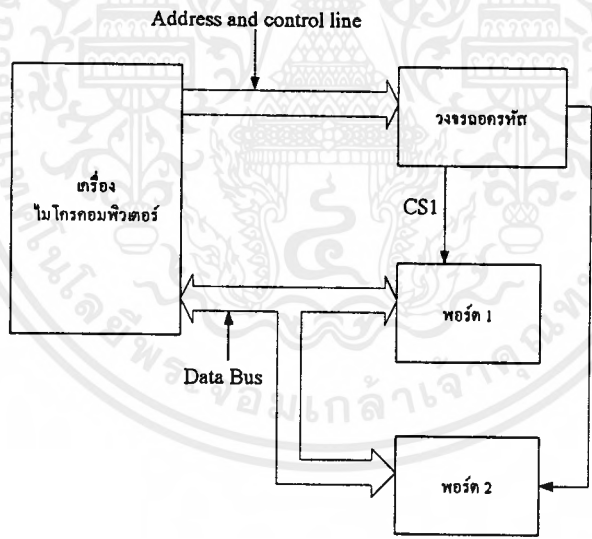 Address and control line
วงจรถอดรหัส
เครื่อง
ไมโครคอมพิวเตอร์
CS1
พอร์ต 1
Data Bus
พอร์ต 2